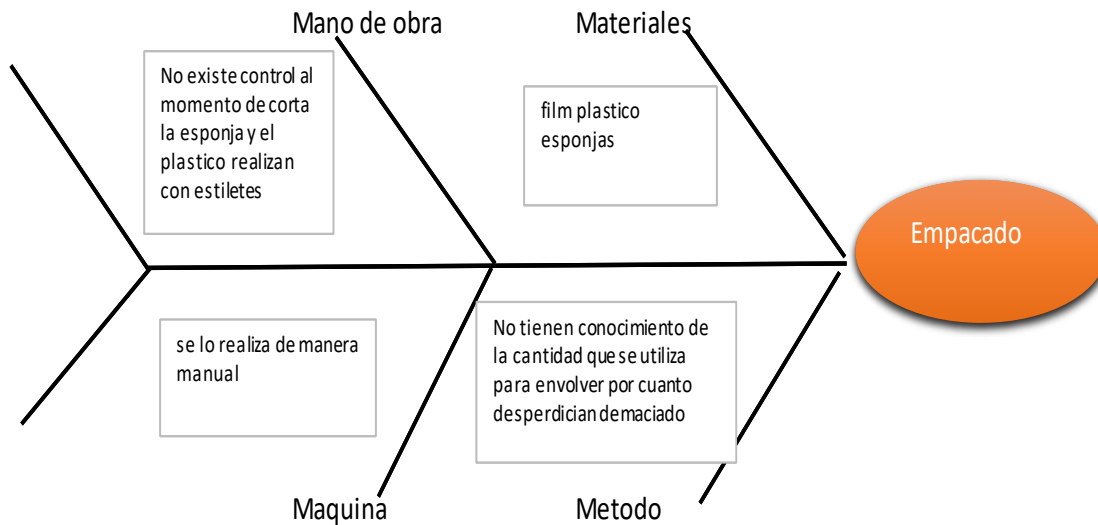 Mano de obra
Materiales
No existe control al
momento de corta
la esponja y el
plastico realizan
con estiletes
film plastico
esponjas
Empacado
se lo realiza de manera
manual
No tienen conocimiento de
la cantidad que se utiliza
para envolver por cuanto
desperdician demaciado
Maquina
Metodo